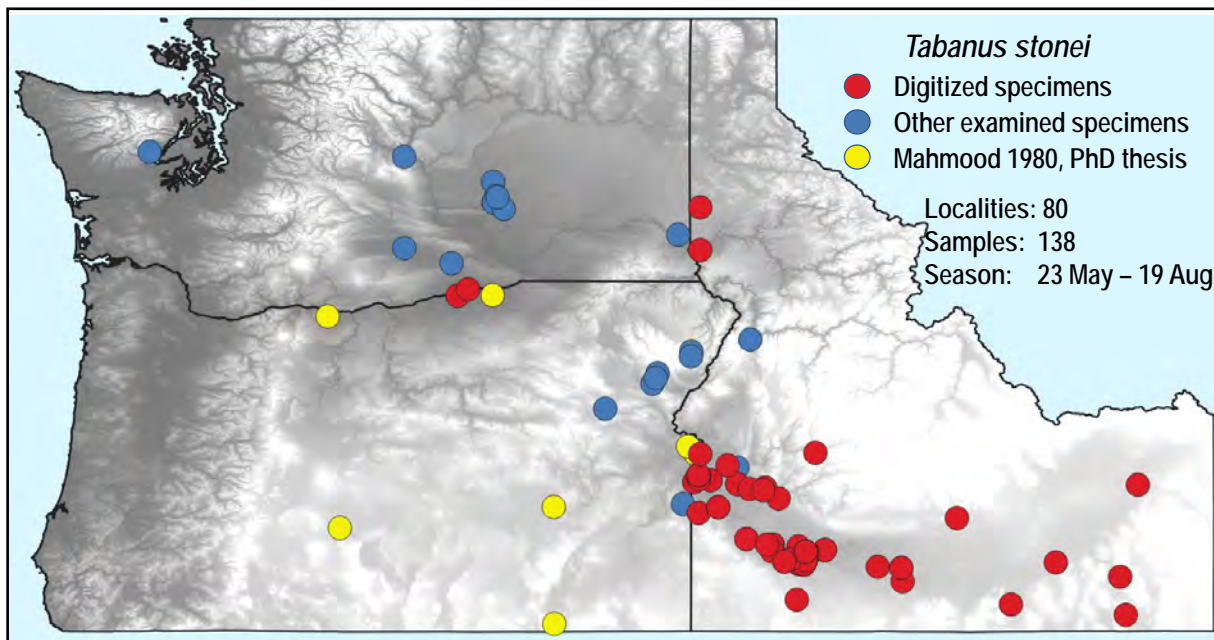 Tabanus stonei
Digitized specimens
Other examined specimens
Mahmood 1980, PhD thesis
Localities: 80
Samples: 138
Season: 23 May – 19 Aug